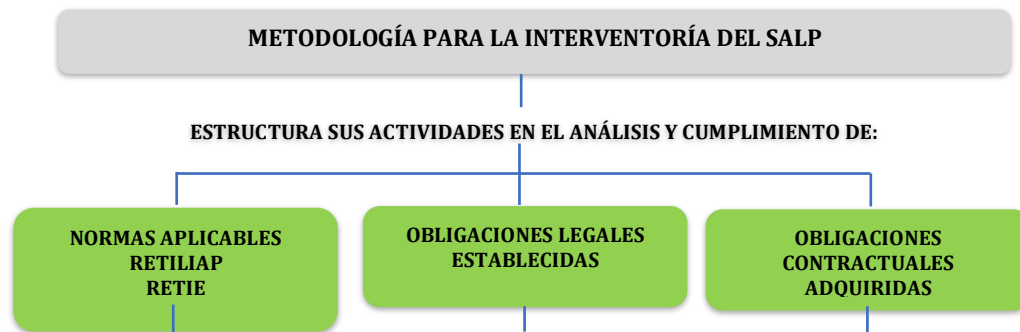 METODOLOGÍA PARA LA INTERVENTORÍA DEL SALP
ESTRUCTURA SUS ACTIVIDADES EN EL ANÁLISIS Y CUMPLIMIENTO DE:
NORMAS APLICABLES
RETILIAP
RETIE
OBLIGACIONES LEGALES
ESTABLECIDAS
OBLIGACIONES
CONTRACTUALES
ADQUIRIDAS